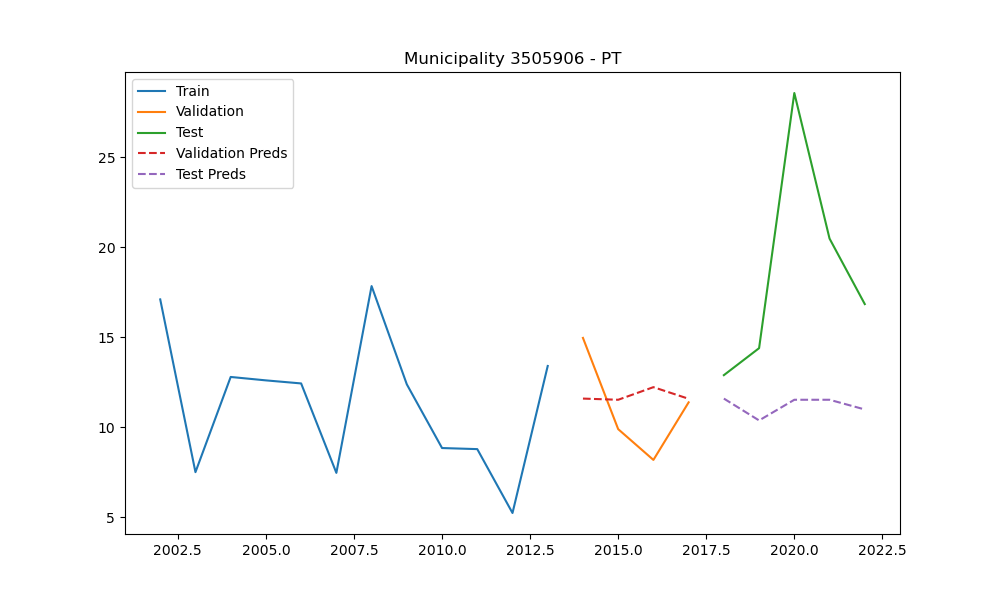 Municipality 3505906 - PT
Train
Validation
Test
Validation Preds
Test Preds
25
20
15
10
5
2002.5 2005.0 2007.5 2010.0 2012.5 2015.0 2017.5 2020.0 2022.5